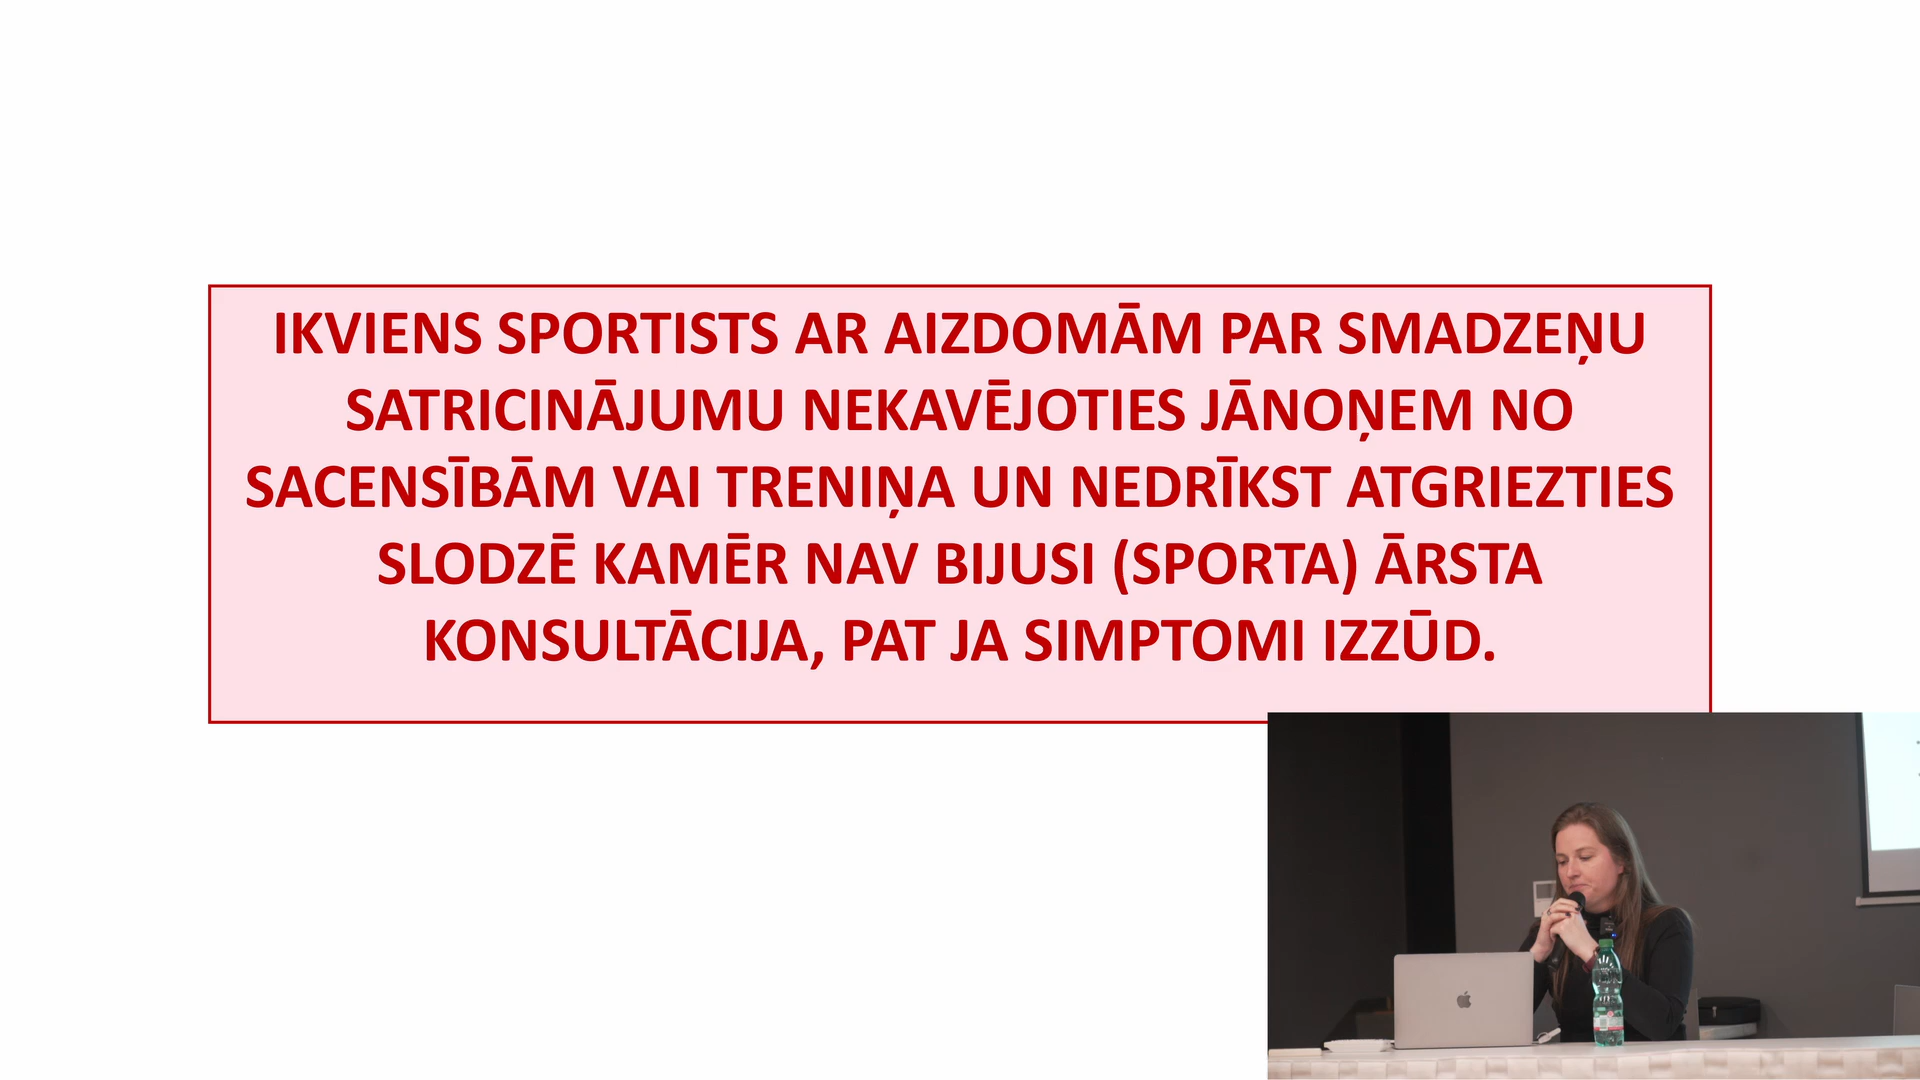 IKVIENS SPORTISTS AR AIZDOMĀM PAR SMADZEŅU
SATRICINĀJUMU NEKAVĒJOTIES JĀNOŅEM NO
SACENSĪBĀM VAI TRENIŅA UN NEDRĪKST ATGRIEZTIES
SLODZĒ KAMĒR NAV BIJUSI (SPORTA) ĀRSTA
KONSULTĀCIJA, PAT JA SIMPTOMI IZZŪD.